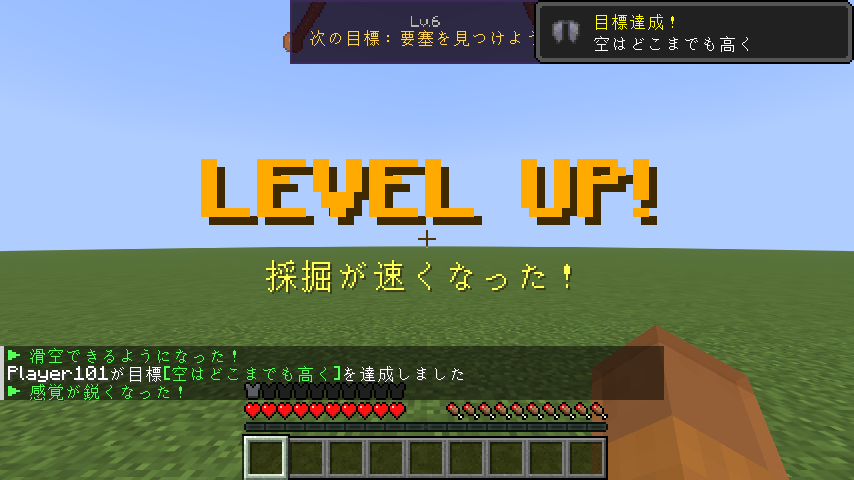 Lv.6
次の目標：要塞を見つけよう
目標達成！
空はどこまでも高く
LEVEL UP!
採掘が速くなった！
► 滑空できるようになった！
Player101が目標[空はどこまでも高く]を達成しました
► 感覚が鋭くなった！